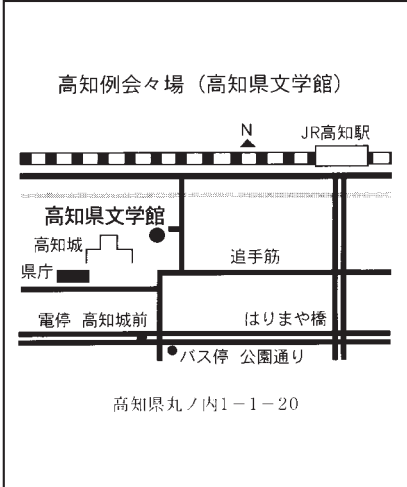 高知例会々場（高知県文学館）
N
JR高知駅
高知県文学館
高知城
追手筋
県庁
電停 高知城前
はりまや橋
バス停 公園通り
高知県丸ノ内1－1－20